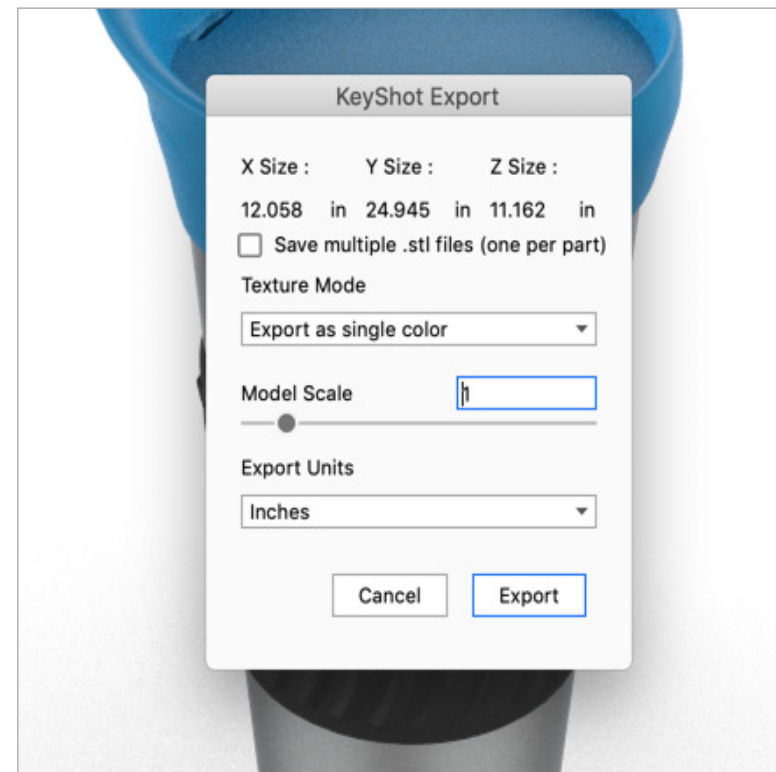 KeyShot Export
X Size : Y Size : Z Size :
12.058 in 24.945 in 11.162 in
Save multiple .stl files (one per part)
Texture Mode
Export as single color
Model Scale 1
Export Units
Inches
Cancel Export